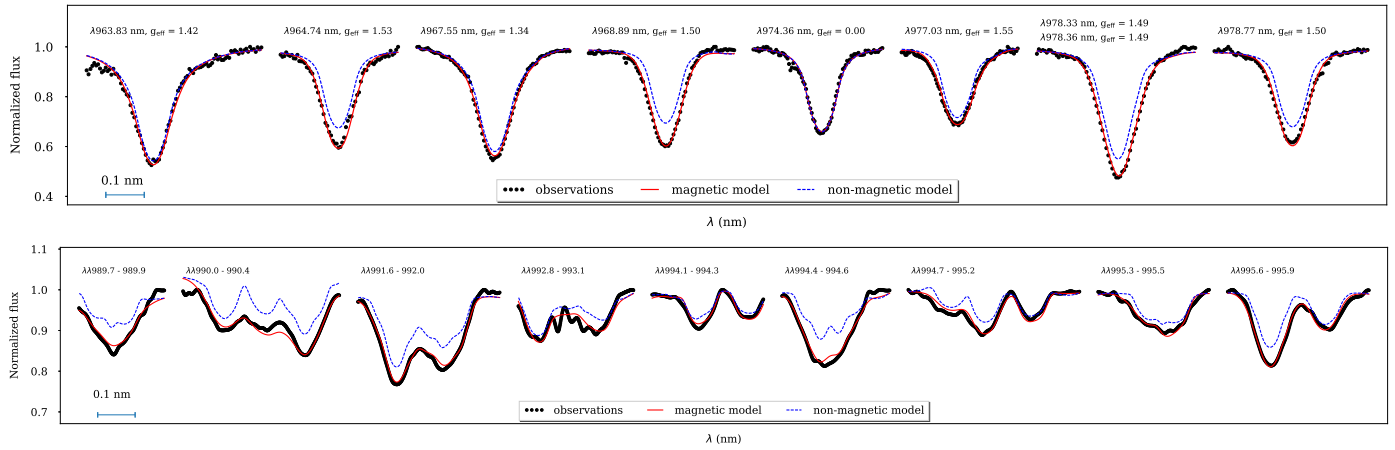 λ963.83 nm, g_eff = 1.42
λ964.74 nm, g_eff = 1.53
λ967.55 nm, g_eff = 1.34
λ968.89 nm, g_eff = 1.50
λ974.36 nm, g_eff = 0.00
λ977.03 nm, g_eff = 1.55
λ978.33 nm, g_eff = 1.49
λ978.36 nm, g_eff = 1.49
λ978.77 nm, g_eff = 1.50
Normalized flux
1.0
0.8
0.6
0.4
0.1 nm
observations
magnetic model
non-magnetic model
λ (nm)
λλ989.7 - 989.9
λλ990.0 - 990.4
λλ991.6 - 992.0
λλ992.8 - 993.1
λλ994.1 - 994.3
λλ994.4 - 994.6
λλ994.7 - 995.2
λλ995.3 - 995.5
λλ995.6 - 995.9
Normalized flux
1.1
1.0
0.9
0.8
0.7
0.1 nm
observations
magnetic model
non-magnetic model
λ (nm)